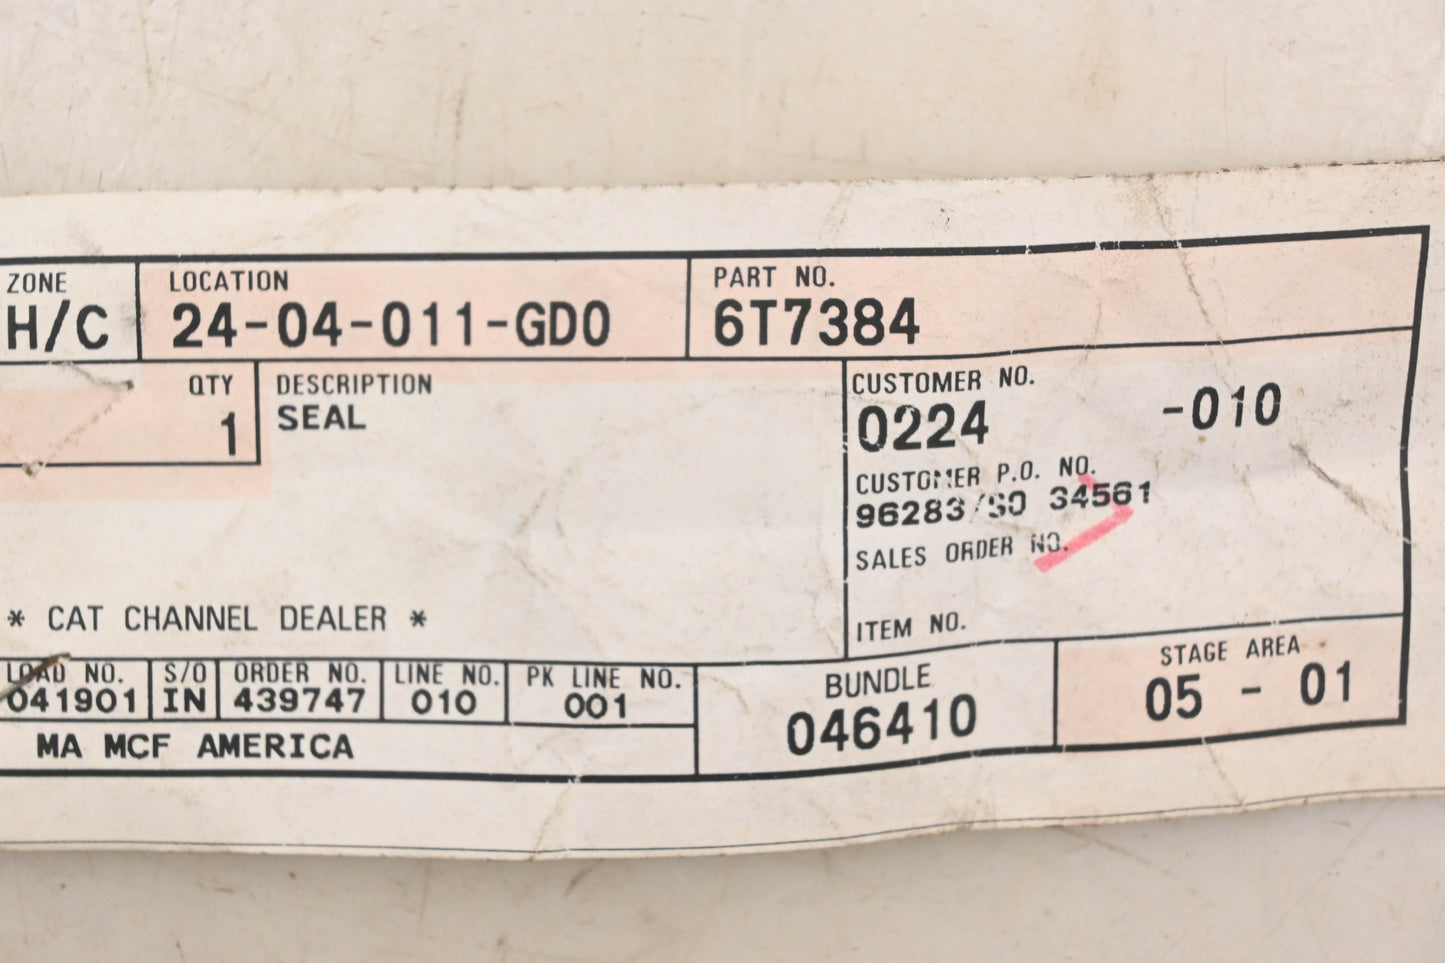 ZONE LOCATION PART NO.
H/C 24-04-011-GD0 6T7384
QTY DESCRIPTION CUSTOMER NO.
1 SEAL 0224 -010
CUSTOMER P.O. NO.
96283/SO 34561
SALES ORDER NO.
* CAT CHANNEL DEALER * ITEM NO.
LOAD NO. S/O ORDER NO. LINE NO. PK LINE NO. BUNDLE STAGE AREA
041901 IN 439747 010 001 046410 05 - 01
MA MCF AMERICA